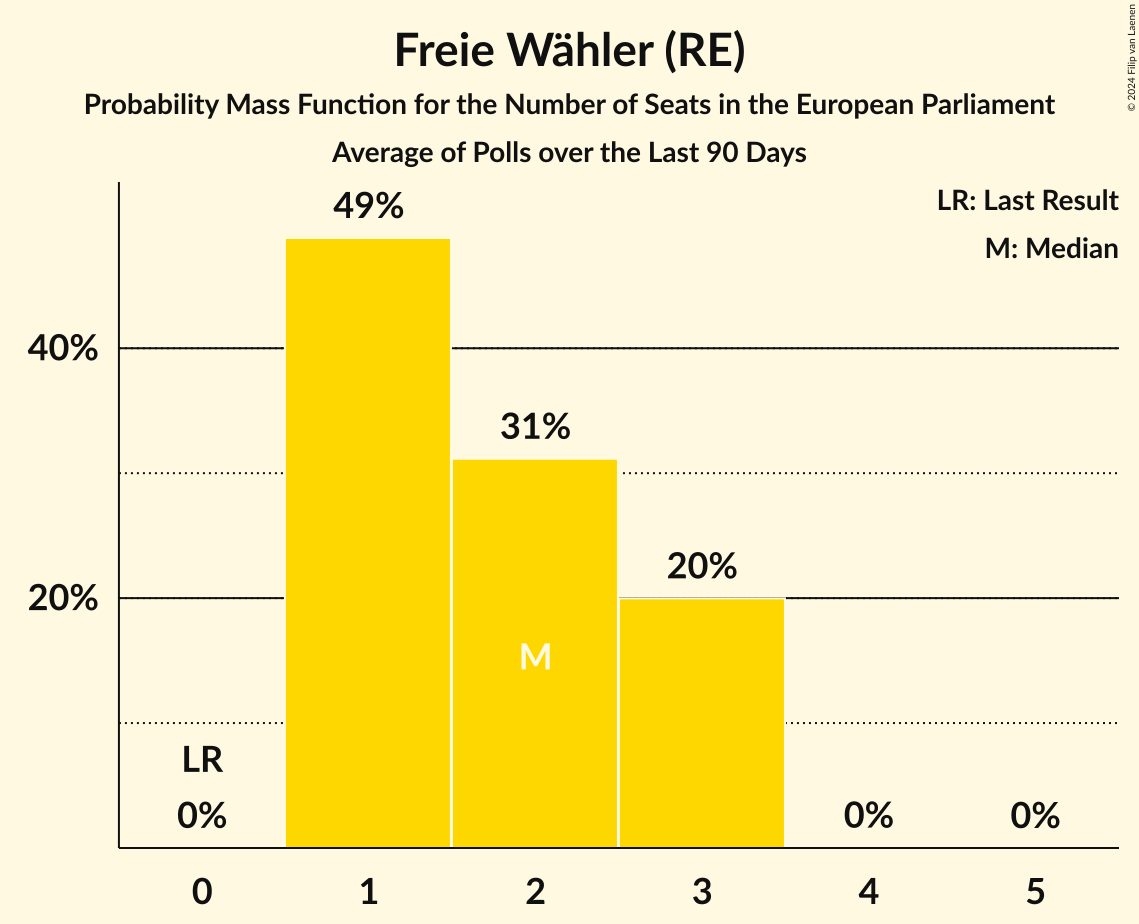 Freie Wähler (RE)
Probability Mass Function for the Number of Seats in the European Parliament
Average of Polls over the Last 90 Days
© 2024 Filip van Laenen
LR: Last Result
M: Median
49%
40%
31%
20%
20%
M
LR
0%
0%
0%
0
1
2
3
4
5